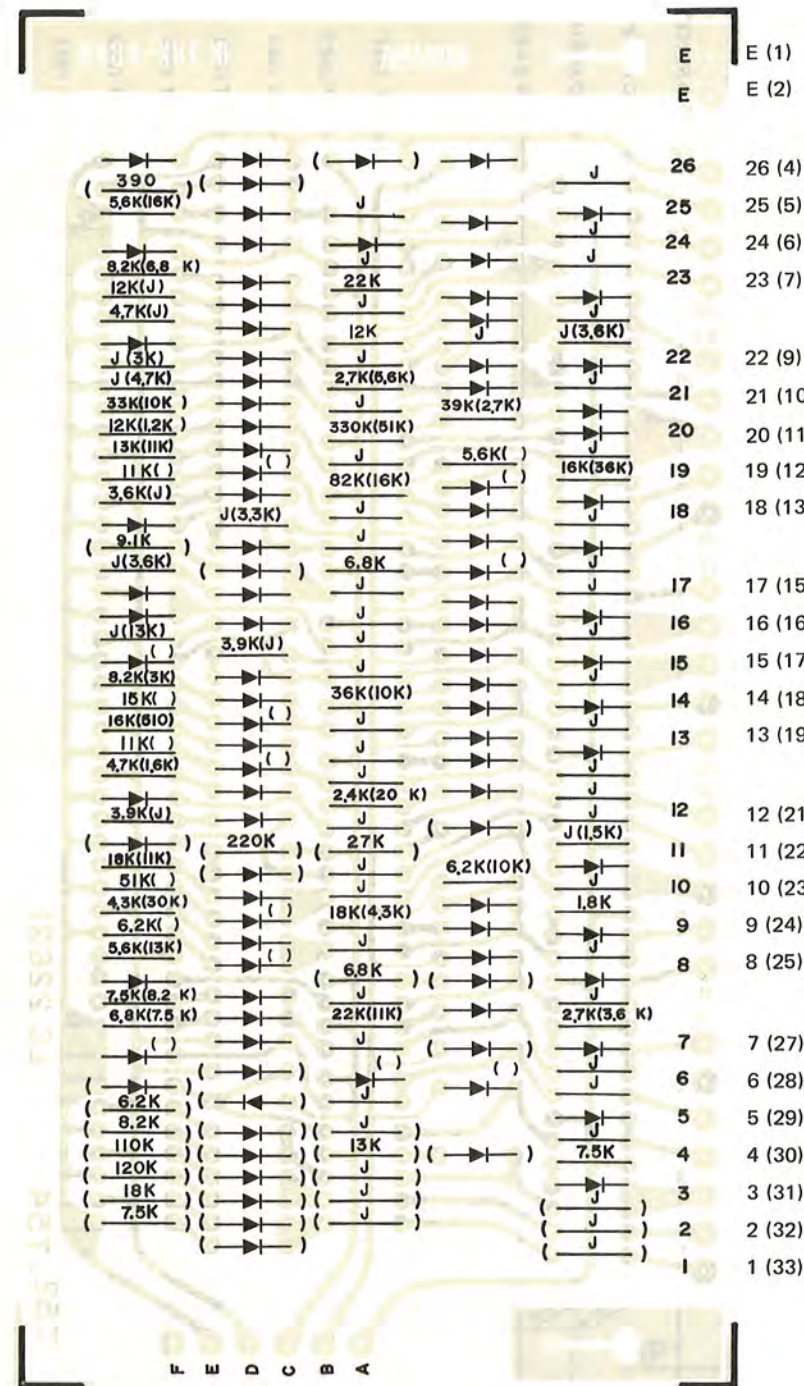 E E (1)
E E (2)
390
5.6K(16K)
8.2K(6.8 K)
12K(J)
4.7K(J)
J(3K)
J(4.7K)
33K(10K )
12K(1.2K )
13K(11K)
11K( )
3.6K(J)
9.1K
J(3.6K)
J(13K)
( )
8.2K(3K)
15K( )
16K(510)
11K( )
4.7K(1.6K)
3.9K(J)
18K(11K)
51K( )
4.3K(30K)
6.2K( )
5.6K(13K)
7.5K(8.2 K)
6.8K(7.5 K)
( )
6.2K
8.2K
110K
120K
18K
7.5K
( )
J(3.3K)
3.9K(J)
( )
( )
220K
( )
( )
J
J
22K
J
12K
J
2.7K(5.6K)
J
330K(51K)
J
82K(16K)
J
J
6.8K
J
J
J
36K(10K)
J
J
2.4K(20 K)
J
27K
J
J
18K(4.3K)
J
6.8K
J
22K(11K)
J
( )
J
J
13K
J
J
J
J
39K(2.7K)
5.6K( )
( )
( )
6.2K(10K)
( )
J
J
J
J(3.6K)
J
J
16K(36K)
J
J
J
J
J
J
J
J
J
J(1.5K)
J
1.8K
J
J
2.7K(3.6 K)
J
J
J
7.5K
J
J
J
26 26 (4)
25 25 (5)
24 24 (6)
23 23 (7)
22 22 (9)
21 21 (10
20 20 (11
19 19 (12
18 18 (13
17 17 (15
16 16 (16
15 15 (17
14 14 (18
13 13 (19
12 12 (21
11 11 (22
10 10 (23
9 9 (24)
8 8 (25)
7 7 (27)
6 6 (28)
5 5 (29)
4 4 (30)
3 3 (31)
2 2 (32)
1 1 (33)
F E D C B A